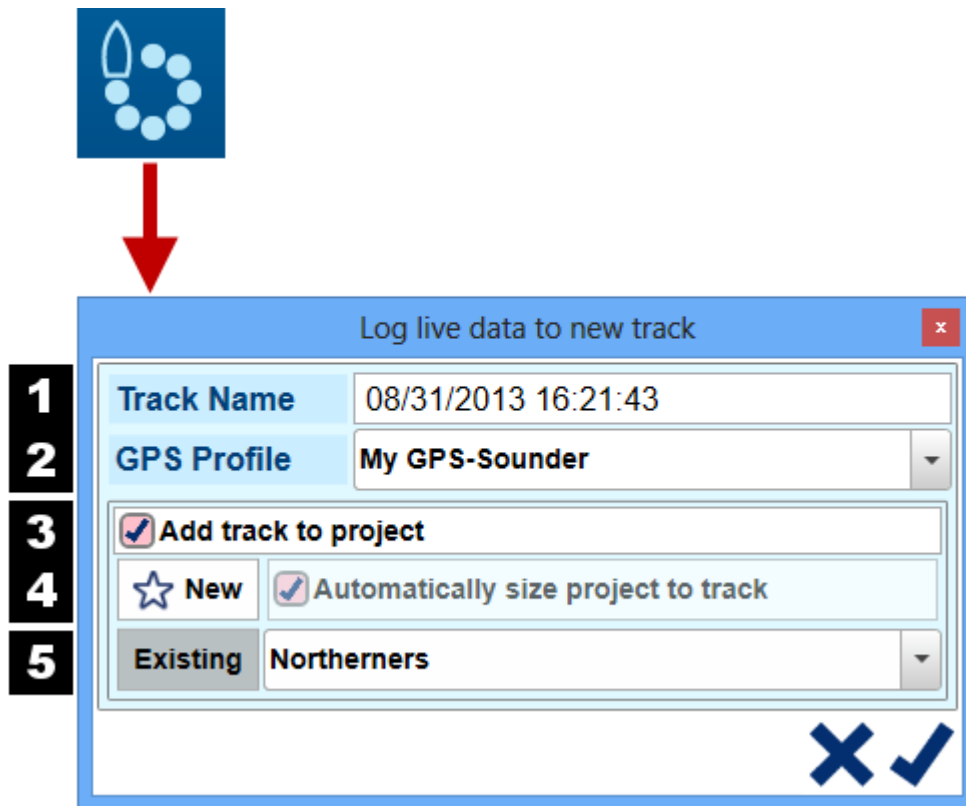 Log live data to new track
x
1 Track Name 08/31/2013 16:21:43
2 GPS Profile My GPS-Sounder
3 Add track to project
4 New Automatically size project to track
5 Existing Northerners